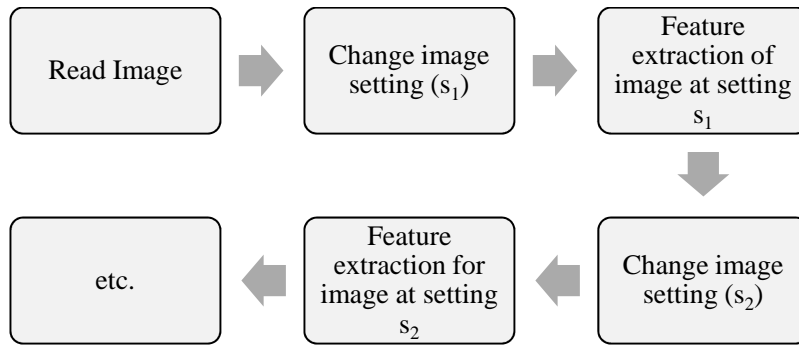 Read Image
Change image
setting (s₁)
Feature
extraction of
image at setting
s₁
Change image
setting (s₂)
Feature
extraction for
image at setting
s₂
etc.